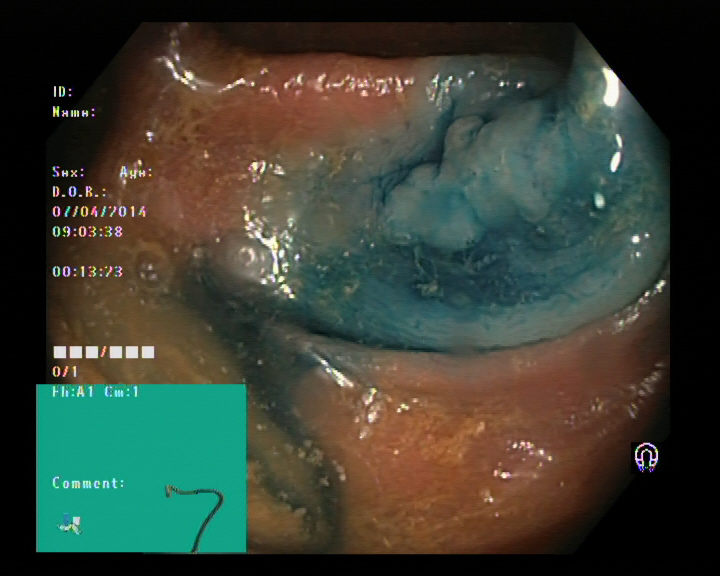 ID:
Name:
Sex: Age:
D.O.B.:
07/04/2014
09:03:38
00:13:23
■■■/■■■
0/1
Eh:A1 Cm:1
Comment: